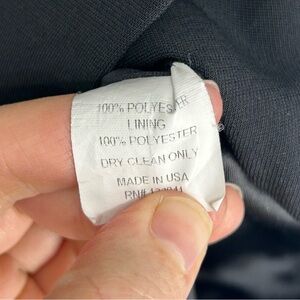 100% POLYESTER
LINING
100% POLYESTER
DRY CLEAN ONLY
MADE IN USA